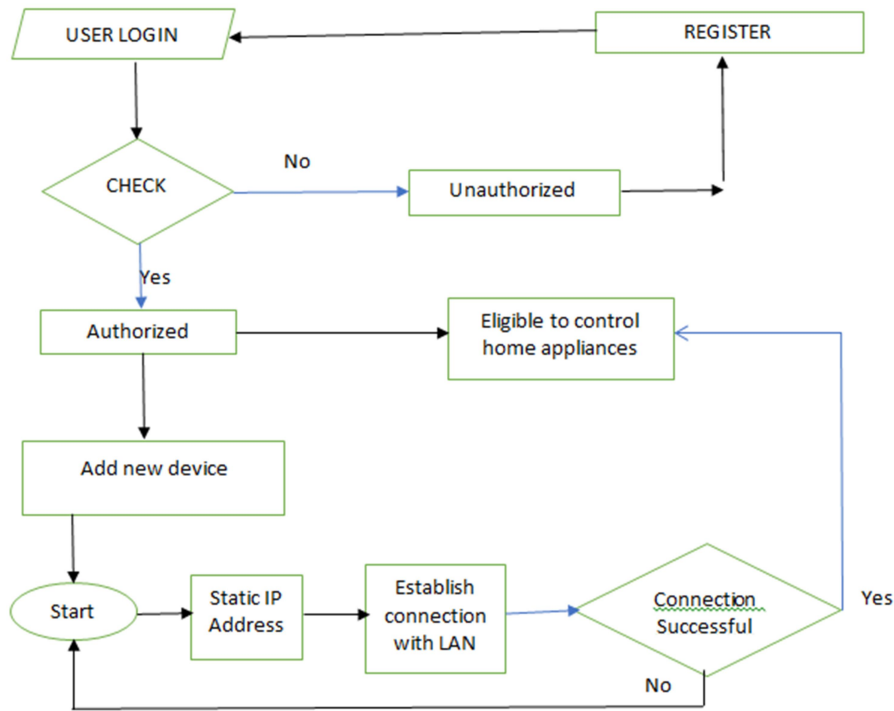 USER LOGIN
REGISTER
No
CHECK
Unauthorized
Yes
Authorized
Eligible to control
home appliances
Add new device
Start
Static IP
Address
Establish
connection
with LAN
Connection
Successful
Yes
No